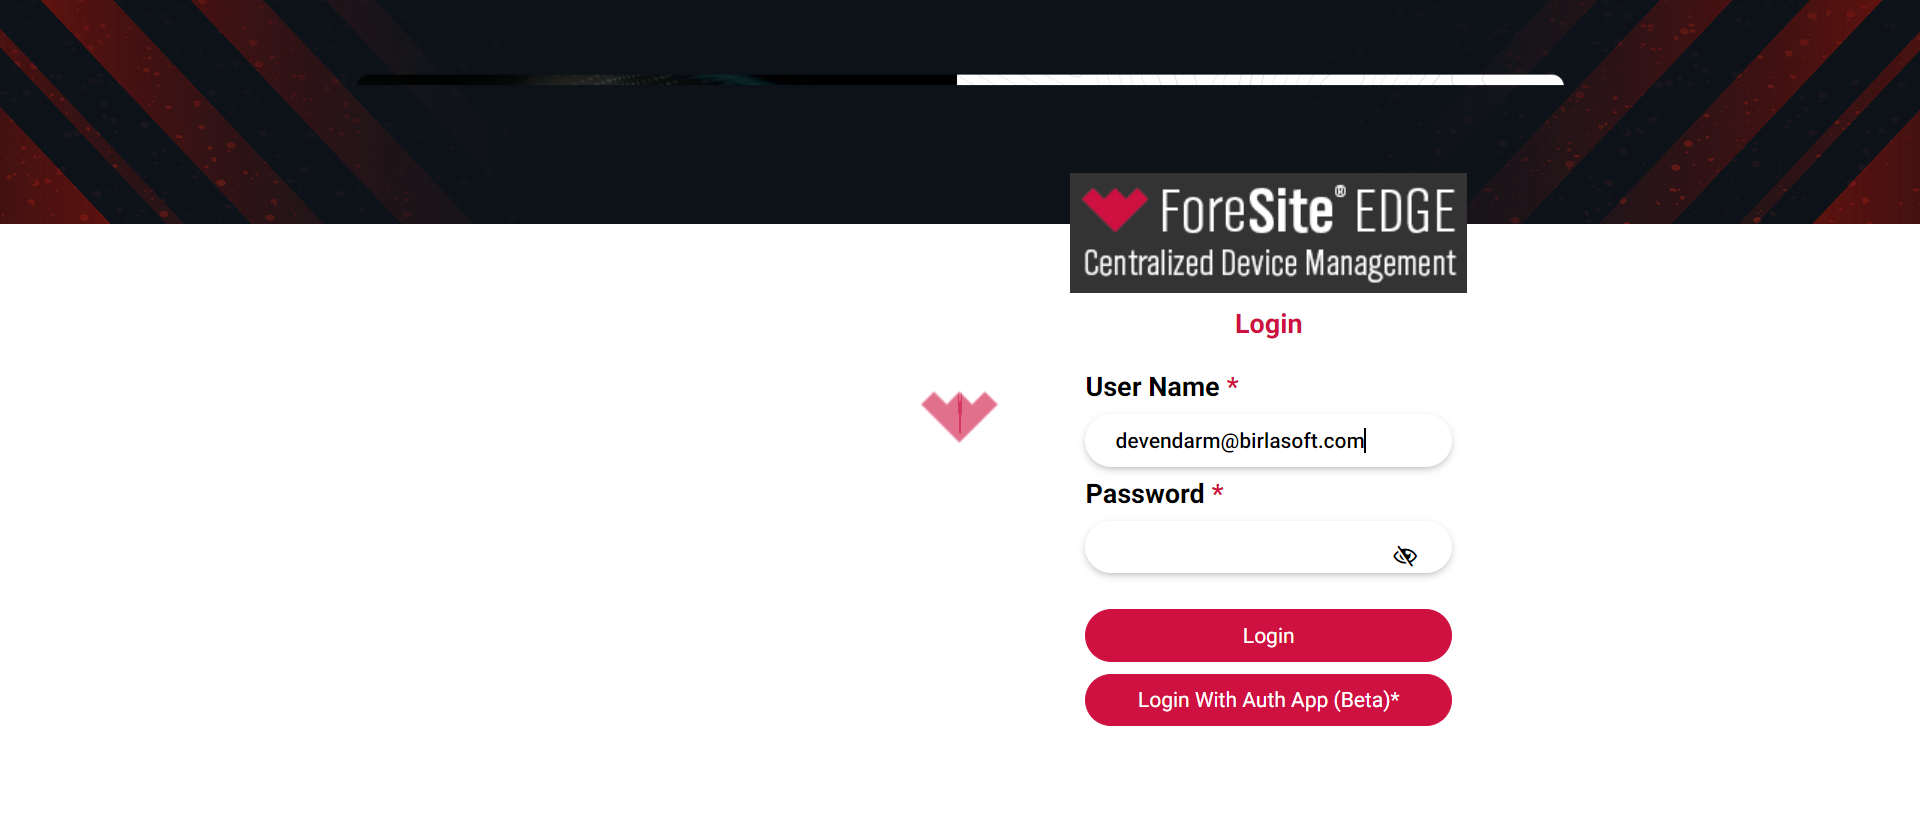 ForeSite® EDGE
Centralized Device Management
Login
User Name *
devendarm@birlasoft.com
Password *
Login
Login With Auth App (Beta)*